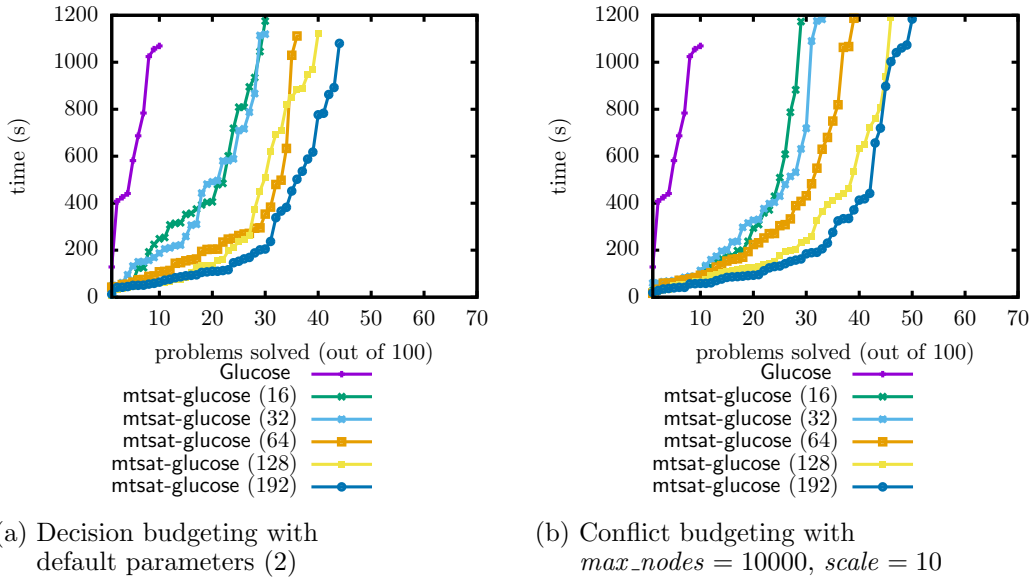 1200
1000
800
600
400
200
0
time (s)
10 20 30 40 50 60 70
problems solved (out of 100)
Glucose
mtsat-glucose (16)
mtsat-glucose (32)
mtsat-glucose (64)
mtsat-glucose (128)
mtsat-glucose (192)
a) Decision budgeting with
default parameters (2)
1200
1000
800
600
400
200
0
time (s)
10 20 30 40 50 60 70
problems solved (out of 100)
Glucose
mtsat-glucose (16)
mtsat-glucose (32)
mtsat-glucose (64)
mtsat-glucose (128)
mtsat-glucose (192)
(b) Conflict budgeting with
max_nodes = 10000, scale = 10